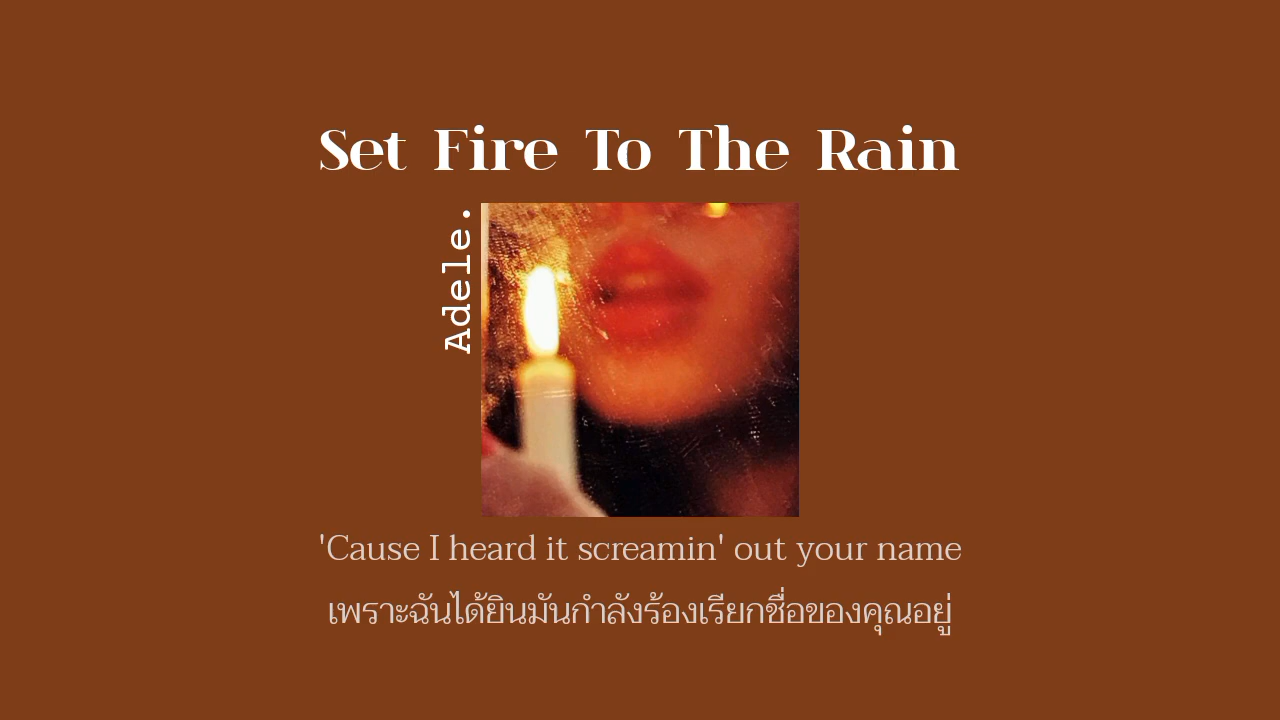 Set Fire To The Rain
Adele.
'Cause I heard it screamin' out your name
เพราะฉันได้ยินมันกำลังร้องเรียกชื่อของคุณอยู่